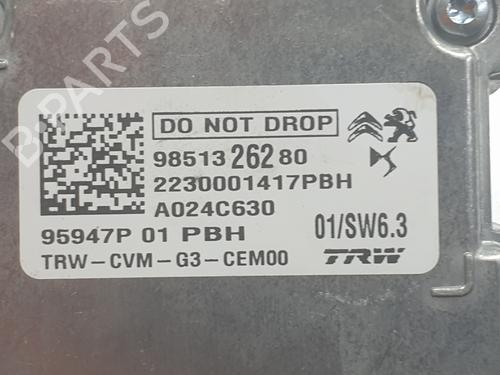 DO NOT DROP
98513 262 80
2230001417PBH
A024C630
95947P 01 PBH
01/SW6.3
TRW-CVM-G3-CEM00
TRW
B-PARTS